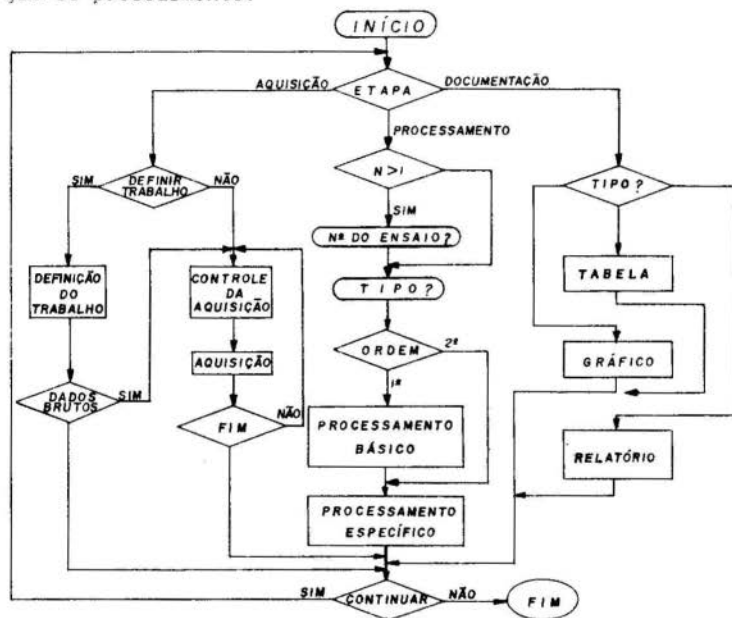 INÍCIO
ETAPA
AQUISIÇÃO
DOCUMENTAÇÃO
PROCESSAMENTO
DEFINIR
TRABALHO
SIM
NÃO
N>1
SIM
TIPO?
Nº DO ENSAIO?
DEFINIÇÃO
DO
TRABALHO
CONTROLE
DA
AQUISIÇÃO
TIPO?
TABELA
AQUISIÇÃO
ORDEM
2ª
1ª
GRÁFICO
DADOS
BRUTOS
SIM
FIM
NÃO
PROCESSAMENTO
BÁSICO
RELATÓRIO
PROCESSAMENTO
ESPECÍFICO
SIM
CONTINUAR
NÃO
FIM